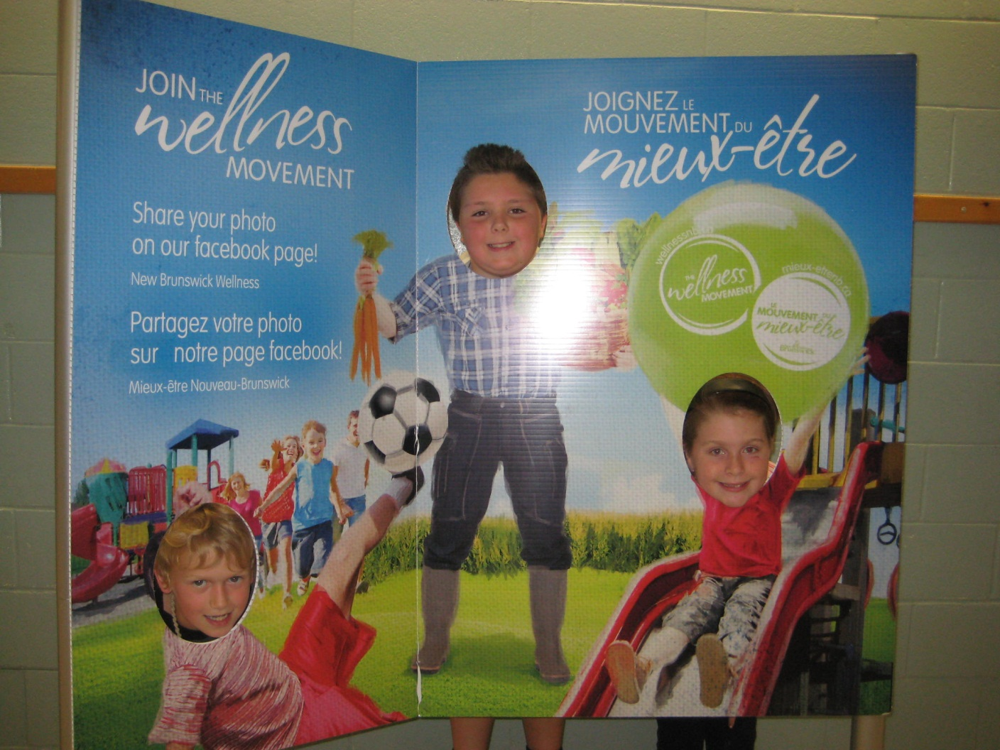 JOIN THE
wellness
MOVEMENT
Share your photo
on our facebook page!
New Brunswick Wellness
Partagez votre photo
sur notre page facebook!
Mieux-être Nouveau-Brunswick
JOIGNEZ LE
MOUVEMENT DU
mieux-être
THE
wellness
MOVEMENT
mieux-etrenb.ca
LE
MOUVEMENT DU
mieux-être